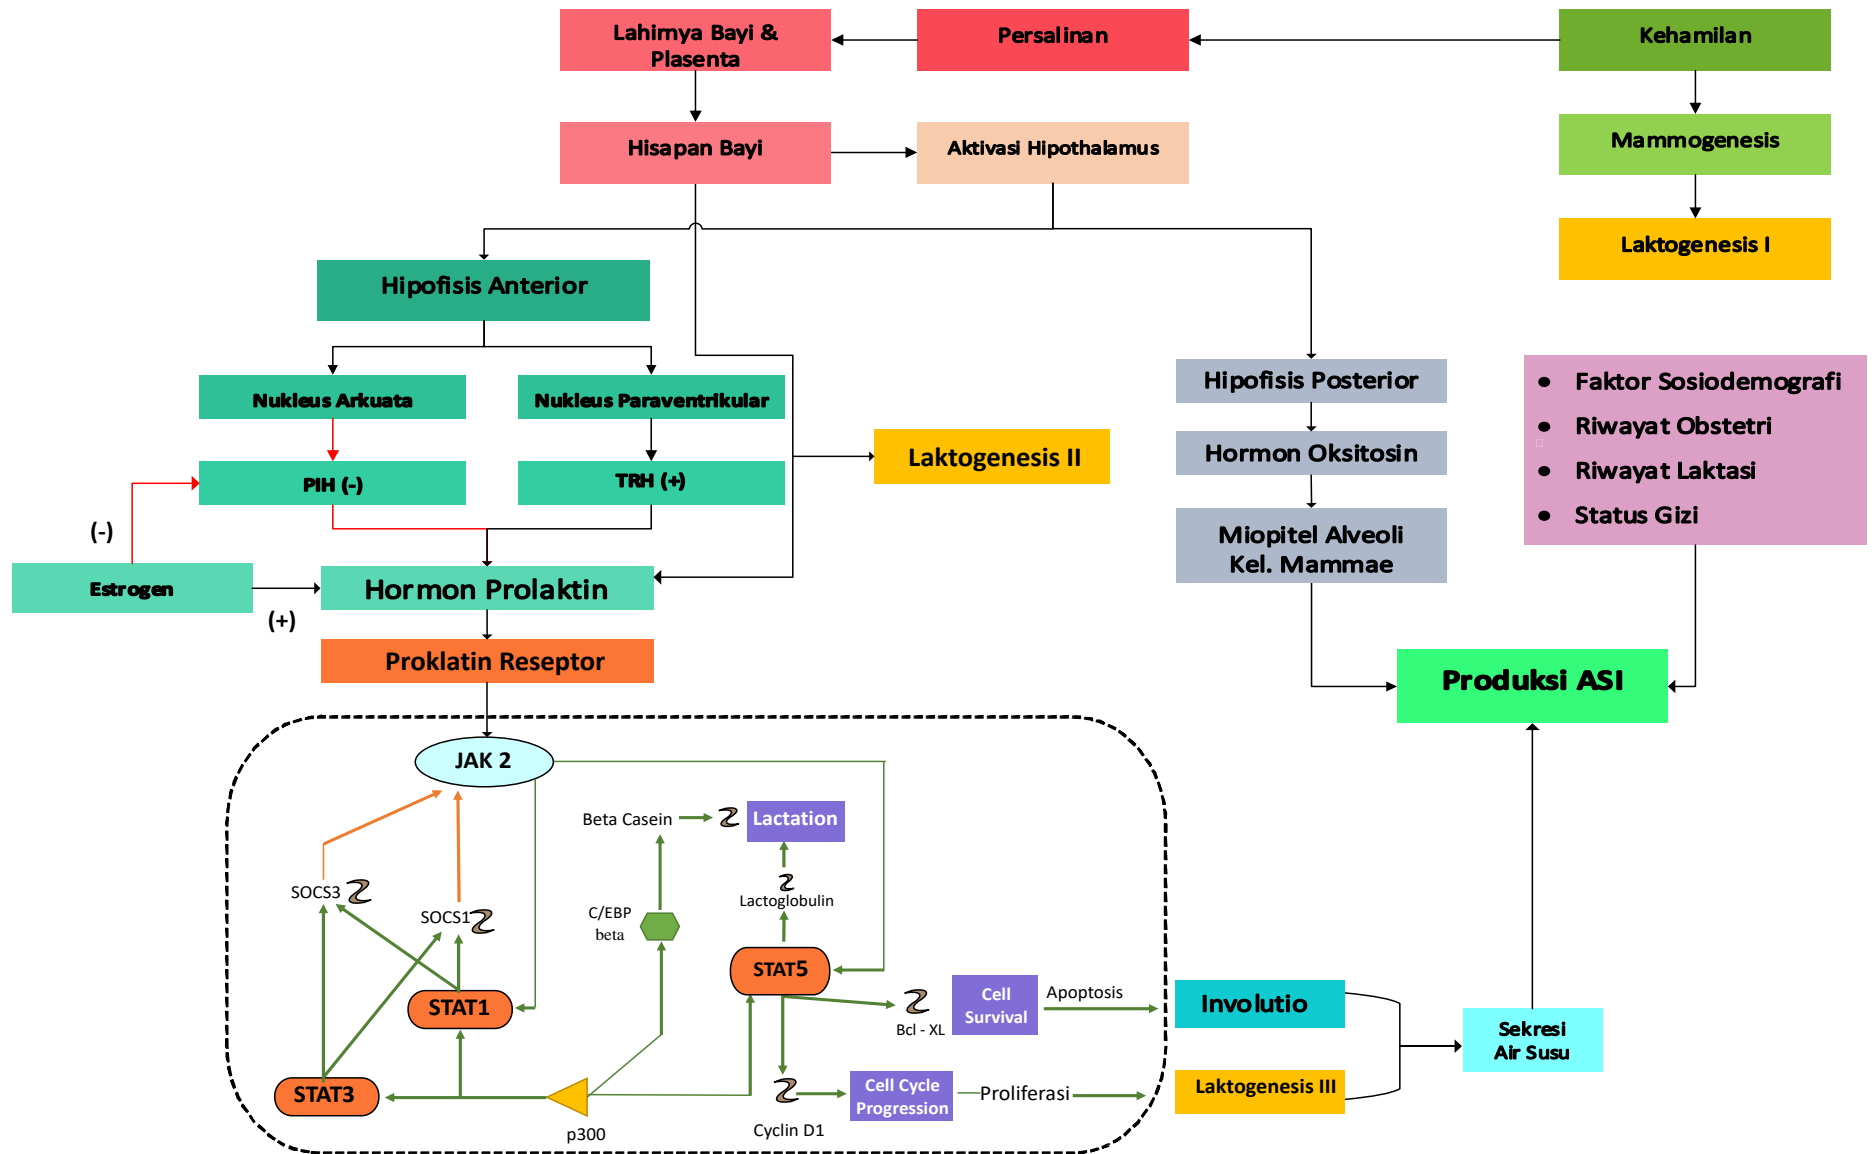 Lahirnya Bayi &
Plasenta
Persalinan
Kehamilan
Hisapan Bayi
Aktivasi Hipothalamus
Mammogenesis
Laktogenesis I
Hipofisis Anterior
Nukleus Arkuata
Nukleus Paraventrikular
PIH (-)
TRH (+)
Laktogenesis II
Hipofisis Posterior
Hormon Oksitosin
Miopitel Alveoli
Kel. Mammae
● Faktor Sosiodemografi
● Riwayat Obstetri
● Riwayat Laktasi
● Status Gizi
(-)
Estrogen
(+)
Hormon Prolaktin
Proklatin Reseptor
Produksi ASI
JAK 2
Beta Casein
Lactation
SOCS3
SOCS1
C/EBP
beta
Lactoglobulin
STAT5
STAT1
STAT3
Bcl - XL
Cell
Survival
Apoptosis
Involutio
Sekresi
Air Susu
p300
Cyclin D1
Cell Cycle
Progression
Proliferasi
Laktogenesis III